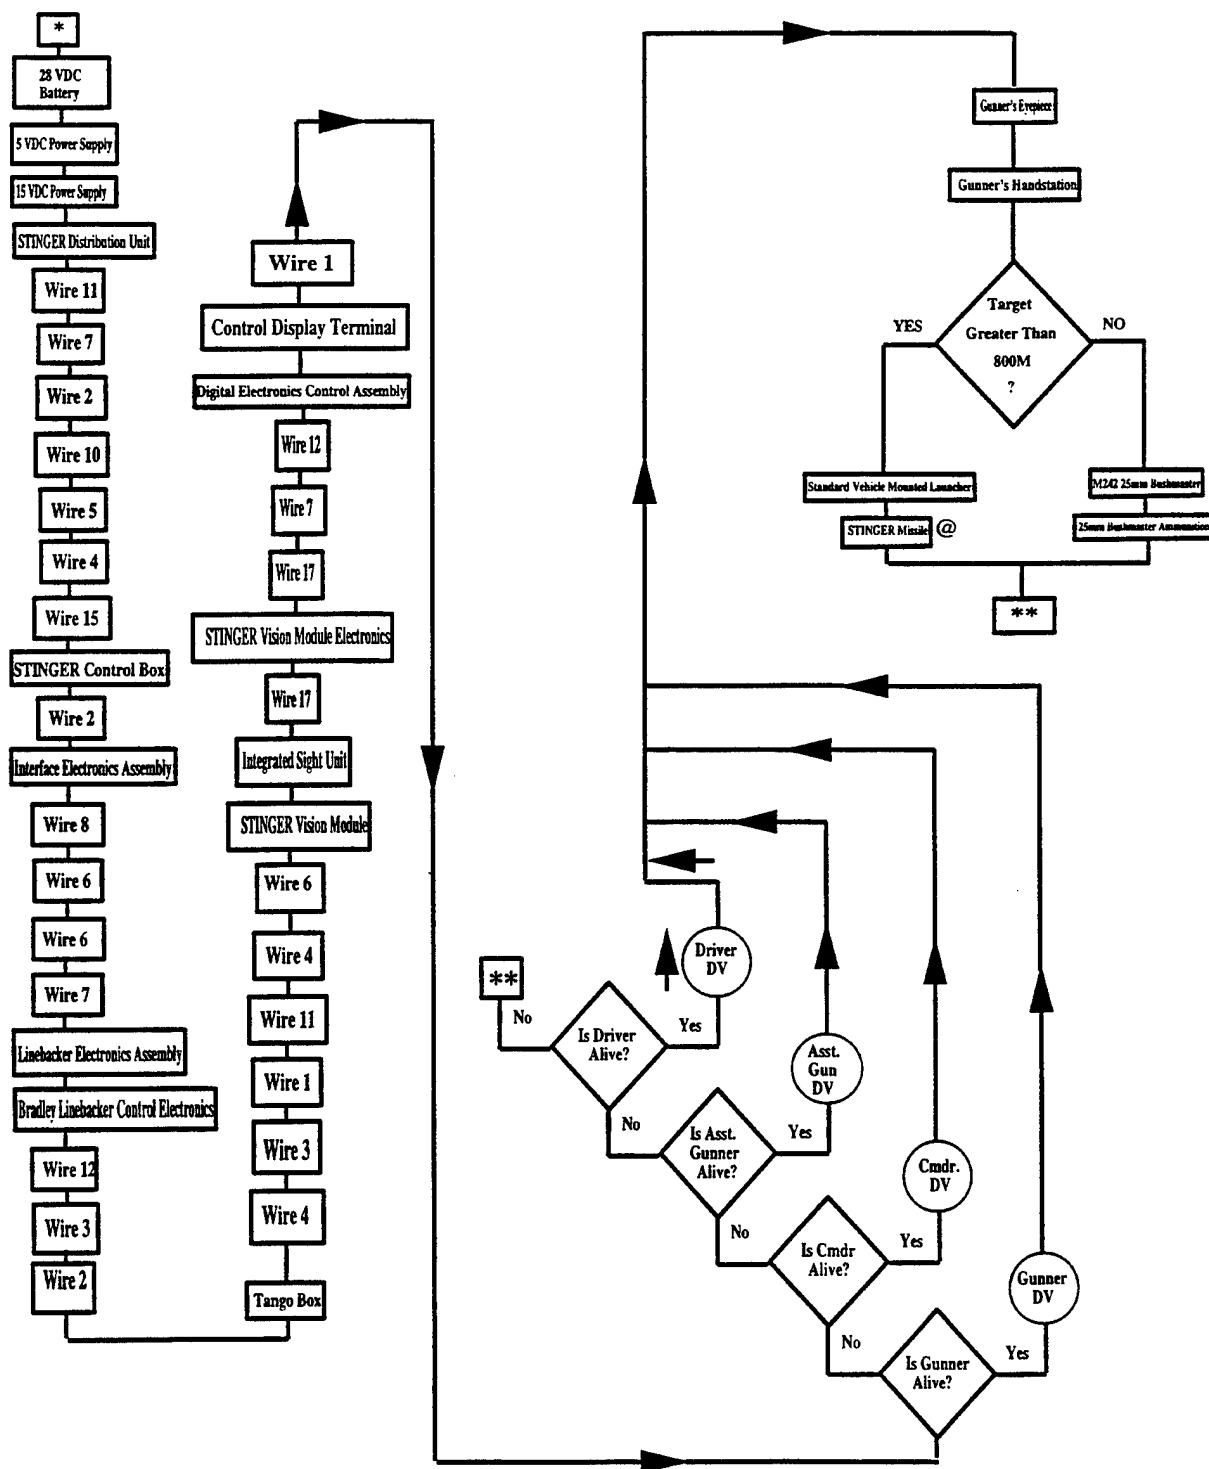 *
28 VDC
Battery
5 VDC Power Supply
15 VDC Power Supply
STINGER Distribution Unit
Wire 11
Wire 7
Wire 2
Wire 10
Wire 5
Wire 4
Wire 15
STINGER Control Box
Wire 2
Interface Electronics Assembly
Wire 8
Wire 6
Wire 6
Wire 7
Linebacker Electronics Assembly
Bradley Linebacker Control Electronics
Wire 12
Wire 3
Wire 2
Wire 1
Control Display Terminal
Digital Electronics Control Assembly
Wire 12
Wire 7
Wire 17
STINGER Vision Module Electronics
Wire 17
Integrated Sight Unit
STINGER Vision Module
Wire 6
Wire 4
Wire 11
Wire 1
Wire 3
Wire 4
Tango Box
Gunner's Eyepiece
Gunner's Handstation
Target
Greater Than
800M
?
YES
NO
Standard Vehicle Mounted Launcher
STINGER Missile
@
M242 25mm Bushmaster
25mm Bushmaster Ammunition
**
**
No
Is Driver
Alive?
Yes
Driver
DV
No
Is Asst.
Gunner
Alive?
Yes
Asst.
Gun
DV
No
Is Cmdr
Alive?
Yes
Cmdr.
DV
No
Is Gunner
Alive?
Yes
Gunner
DV